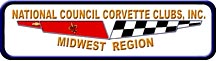 NATIONAL COUNCIL CORVETTE CLUBS, INC.
MIDWEST REGION